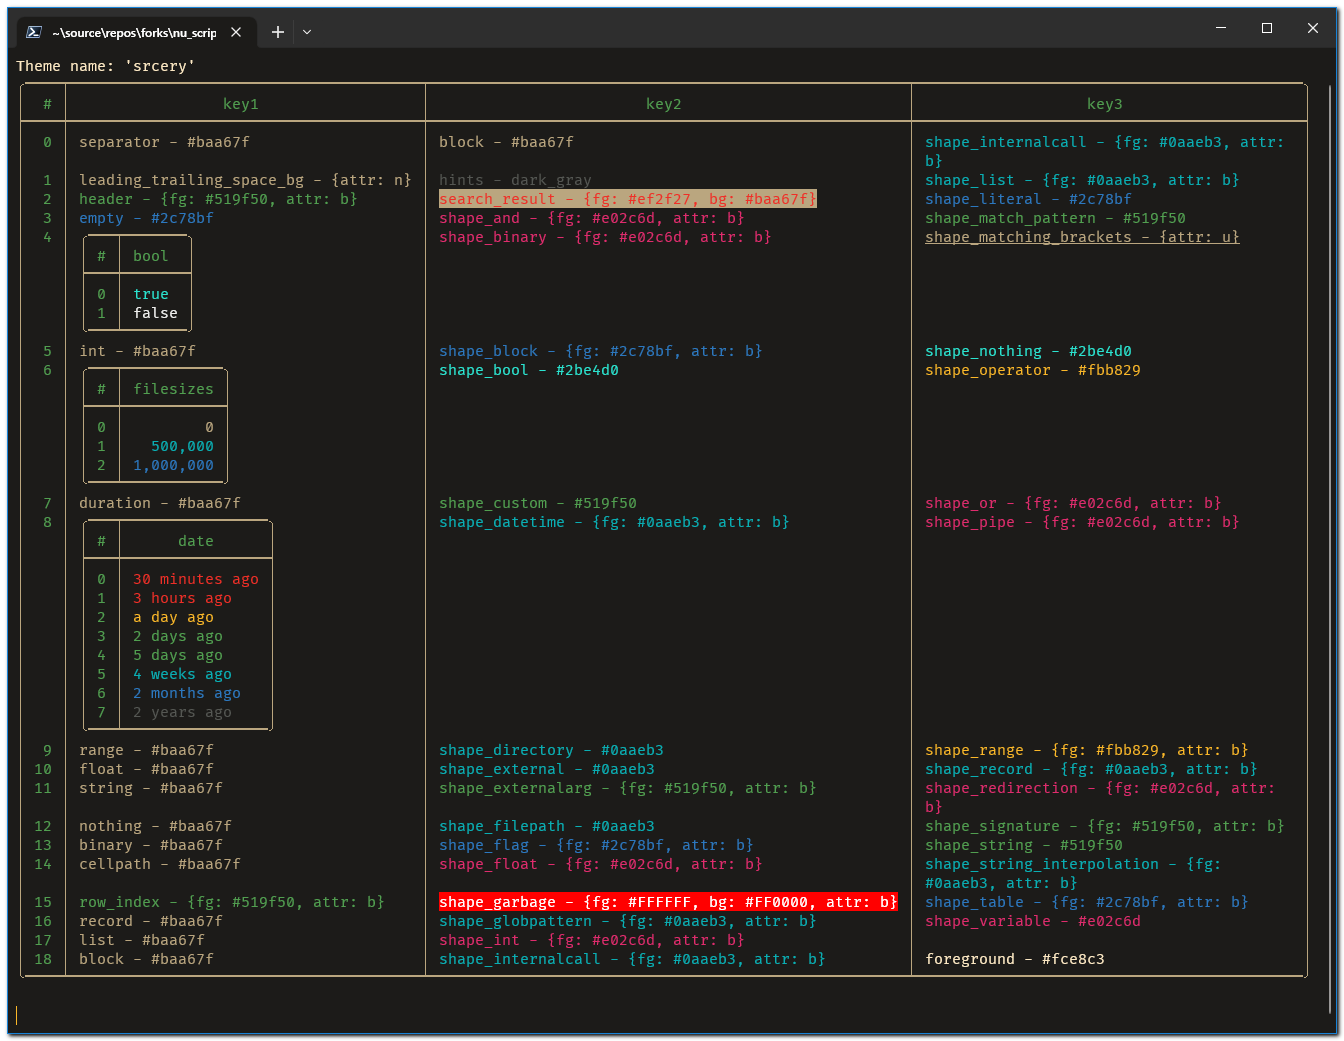 ~\source\repos\forks\nu_scrip
Theme name: 'srcery'
# key1 key2 key3
0 separator - #baa67f block - #baa67f shape_internalcall - {fg: #0aaeb3, attr:
b}
1 leading_trailing_space_bg - {attr: n} hints - dark_gray shape_list - {fg: #0aaeb3, attr: b}
2 header - {fg: #519f50, attr: b} search_result - {fg: #ef2f27, bg: #baa67f} shape_literal - #2c78bf
3 empty - #2c78bf shape_and - {fg: #e02c6d, attr: b} shape_match_pattern - #519f50
4 shape_binary - {fg: #e02c6d, attr: b} shape_matching_brackets - {attr: u}
# bool
0 true
1 false
5 int - #baa67f shape_block - {fg: #2c78bf, attr: b} shape_nothing - #2be4d0
6 shape_bool - #2be4d0 shape_operator - #fbb829
# filesizes
0 0
1 500,000
2 1,000,000
7 duration - #baa67f shape_custom - #519f50 shape_or - {fg: #e02c6d, attr: b}
8 shape_datetime - {fg: #0aaeb3, attr: b} shape_pipe - {fg: #e02c6d, attr: b}
# date
0 30 minutes ago
1 3 hours ago
2 a day ago
3 2 days ago
4 5 days ago
5 4 weeks ago
6 2 months ago
7 2 years ago
9 range - #baa67f shape_directory - #0aaeb3 shape_range - {fg: #fbb829, attr: b}
10 float - #baa67f shape_external - #0aaeb3 shape_record - {fg: #0aaeb3, attr: b}
11 string - #baa67f shape_externalarg - {fg: #519f50, attr: b} shape_redirection - {fg: #e02c6d, attr:
b}
12 nothing - #baa67f shape_filepath - #0aaeb3 shape_signature - {fg: #519f50, attr: b}
13 binary - #baa67f shape_flag - {fg: #2c78bf, attr: b} shape_string - #519f50
14 cellpath - #baa67f shape_float - {fg: #e02c6d, attr: b} shape_string_interpolation - {fg:
#0aaeb3, attr: b}
15 row_index - {fg: #519f50, attr: b} shape_garbage - {fg: #FFFFFF, bg: #FF0000, attr: b} shape_table - {fg: #2c78bf, attr: b}
16 record - #baa67f shape_globpattern - {fg: #0aaeb3, attr: b} shape_variable - #e02c6d
17 list - #baa67f shape_int - {fg: #e02c6d, attr: b}
18 block - #baa67f shape_internalcall - {fg: #0aaeb3, attr: b} foreground - #fce8c3